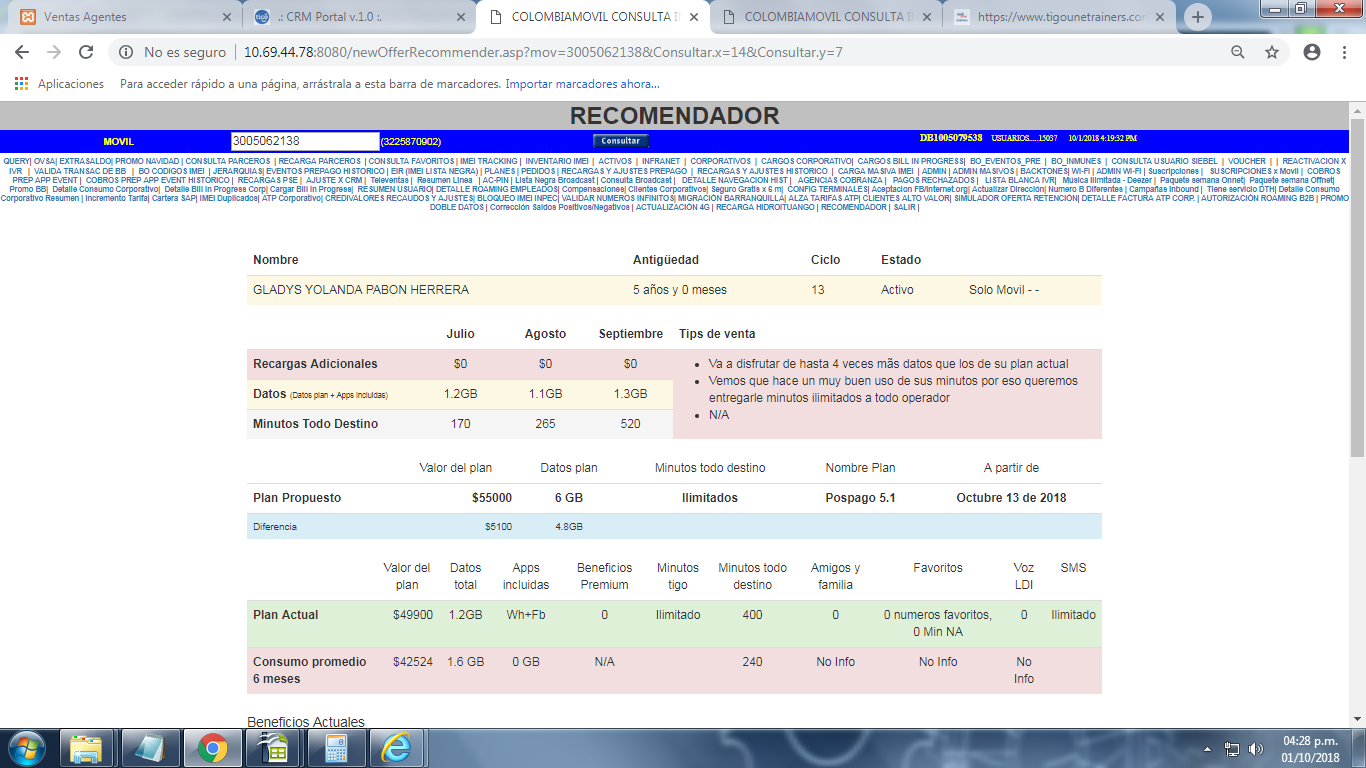 Ventas Agentes
.: CRM Portal v.1.0 :.
COLOMBIAMOVIL CONSULTA I
COLOMBIAMOVIL CONSULTA I
https://www.tigounetrainers.co
No es seguro | 10.69.44.78:8080/newOfferRecommender.asp?mov=3005062138&Consultar.x=14&Consultar.y=7
Aplicaciones Para acceder rápido a una página, arrástrala a esta barra de marcadores. Importar marcadores ahora...
RECOMENDADOR
MOVIL 3005062138 (3225870902) Consultar DB1005079538 USUARIOS....15037 10/1/2018 4:19:32 PM
QUERY| OVSA| EXTRASALDO| PROMO NAVIDAD | CONSULTA PARCEROS | RECARGA PARCEROS | CONSULTA FAVORITOS | IMEI TRACKING | INVENTARIO IMEI | ACTIVOS | INFRANET | CORPORATIVOS | CARGOS CORPORATIVO| CARGOS BILL IN PROGRESS| BO_EVENTOS_PRE | BO_INMUNES | CONSULTA USUARIO SIEBEL | VOUCHER | | REACTIVACION X
IVR | VALIDA TRANSAC DE BB | BO CODIGOS IMEI | JERARQUIAS| EVENTOS PREPAGO HISTORICO | EIR (IMEI LISTA NEGRA) | PLANES | PEDIDOS | RECARGAS Y AJUSTES PREPAGO | RECARGAS Y AJUSTES HISTORICO | CARGA MASIVA IMEI | ADMIN | ADMIN MASIVOS | BACKTONES| WI-FI | ADMIN WI-FI | Suscripciones | SUSCRIPCIONES x Movil | COBROS
PREP APP EVENT | COBROS PREP APP EVENT HISTORICO | RECARGAS PSE | AJUSTE X CRM | Televentas | Resumen Linea | AC-PIN | Lista Negra Broadcast | Consulta Broadcast | DETALLE NAVEGACION HIST | AGENCIAS COBRANZA | PAGOS RECHAZADOS | LISTA BLANCA IVR| Música Ilimitada - Deezer | Paquete semana Onnet| Paquete semana Offnet|
Promo BB| Detalle Consumo Corporativo| Detalle Bill In Progress Corp| Cargar Bill In Progress| RESUMEN USUARIO| DETALLE ROAMING EMPLEADOS| Compensaciones| Clientes Corporativos| Seguro Gratis x 6 m| CONFIG TERMINALES| Aceptacion FB/Internet.org| Actualizar Dirección| Numero B Diferentes | Campañas Inbound | Tiene servicio DTH| Detalle Consumo
Corporativo Resumen | Incremento Tarifa| Cartera SAP| IMEI Duplicados| ATP Corporativo| CREDIVALORES RECAUDOS Y AJUSTES| BLOQUEO IMEI INPEC| VALIDAR NUMEROS INFINITOS| MIGRACIÓN BARRANQUILLA| ALZA TARIFAS ATP| CLIENTES ALTO VALOR| SIMULADOR OFERTA RETENCIÓN| DETALLE FACTURA ATP CORP. | AUTORIZACIÓN ROAMING B2B | PROMO
DOBLE DATOS | Corrección Saldos Positivos/Negativos | ACTUALIZACIÓN 4G | RECARGA HIDROITUANGO | RECOMENDADOR | SALIR |
Nombre Antigüedad Ciclo Estado
GLADYS YOLANDA PABON HERRERA 5 años y 0 meses 13 Activo Solo Movil - -
Julio Agosto Septiembre Tips de venta
Recargas Adicionales $0 $0 $0
Datos (Datos plan + Apps incluidas) 1.2GB 1.1GB 1.3GB
Minutos Todo Destino 170 265 520
• Va a disfrutar de hasta 4 veces mãs datos que los de su plan actual
• Vemos que hace un muy buen uso de sus minutos por eso queremos
entregarle minutos ilimitados a todo operador
• N/A
Valor del plan Datos plan Minutos todo destino Nombre Plan A partir de
Plan Propuesto $55000 6 GB Ilimitados Pospago 5.1 Octubre 13 de 2018
Diferencia $5100 4.8GB
Valor del Datos Apps Beneficios Minutos Minutos todo Amigos y Favoritos Voz SMS
plan total incluidas Premium tigo destino familia LDI
Plan Actual $49900 1.2GB Wh+Fb 0 Ilimitado 400 0 0 numeros favoritos, 0 Ilimitado
0 Min NA
Consumo promedio $42524 1.6 GB 0 GB N/A 240 No Info No Info No
6 meses Info
Beneficios Actuales
04:28 p.m.
01/10/2018